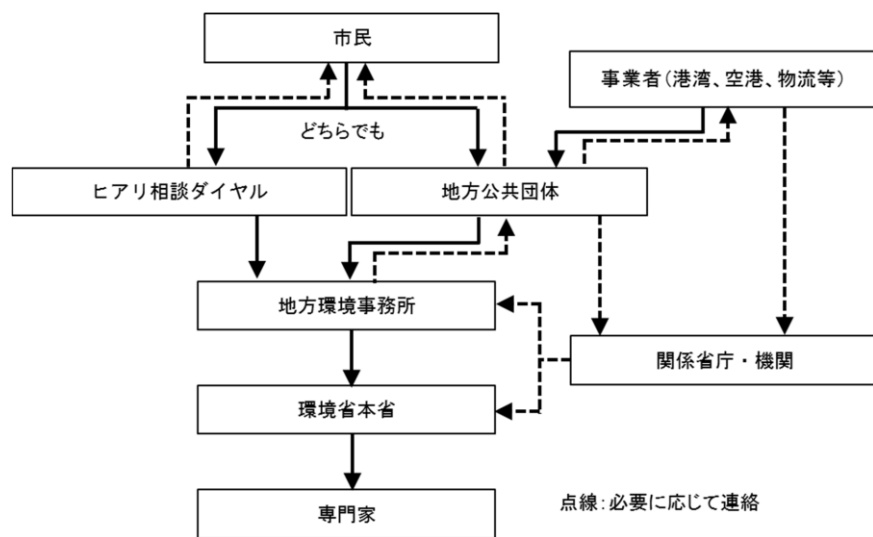 市民
事業者（港湾、空港、物流等）
どちらでも
ヒアリ相談ダイヤル
地方公共団体
地方環境事務所
関係省庁・機関
環境省本省
専門家
点線：必要に応じて連絡